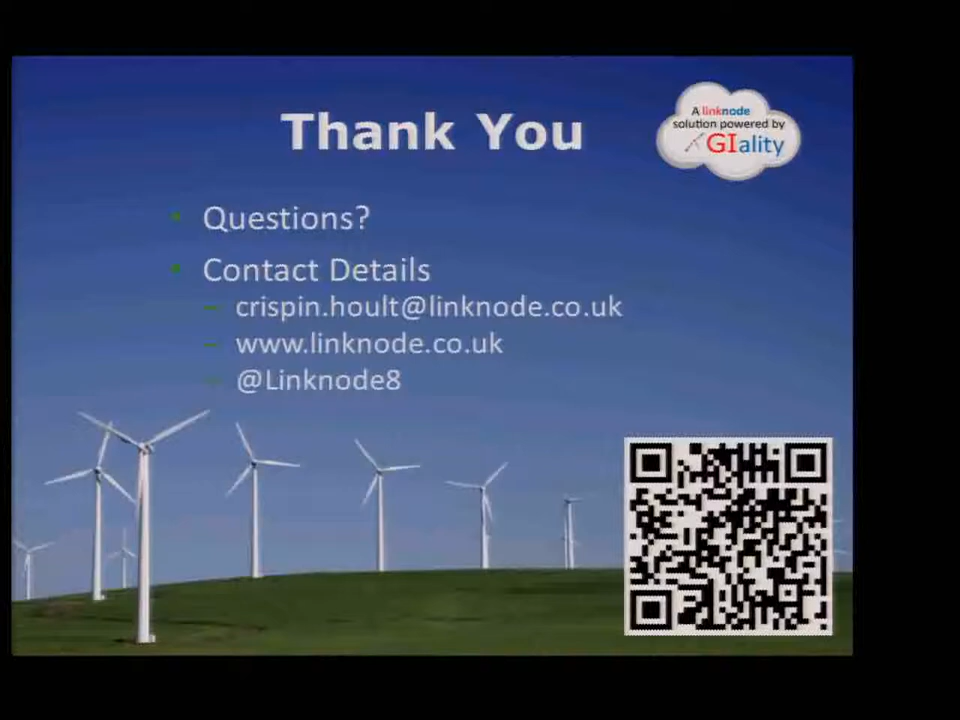 Thank You
A linknode
solution powered by
GIality
• Questions?
• Contact Details
– crispin.hoult@linknode.co.uk
– www.linknode.co.uk
– @Linknode8